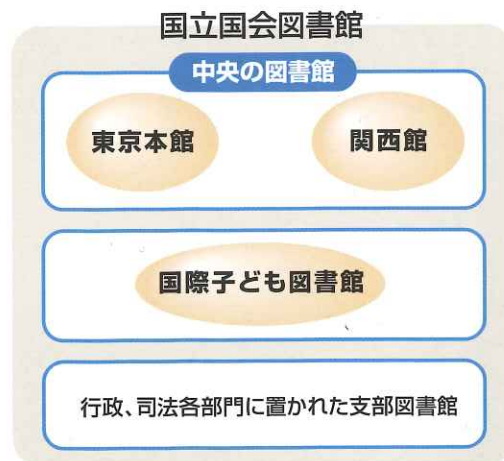 国立国会図書館
中央の図書館
東京本館
関西館
国際子ども図書館
行政、司法各部門に置かれた支部図書館